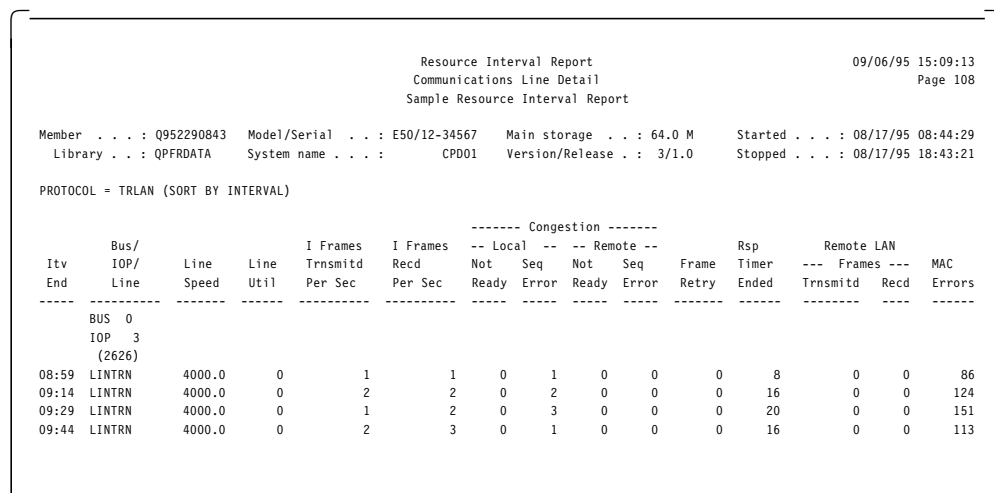 Resource Interval Report 09/06/95 15:09:13
Communications Line Detail Page 108
Sample Resource Interval Report
Member . . . : Q952290843 Model/Serial . . : E50/12-34567 Main storage . . : 64.0 M Started . . . . : 08/17/95 08:44:29
Library . . : QPFRDATA System name . . . : CPD01 Version/Release . : 3/1.0 Stopped . . . . : 08/17/95 18:43:21
PROTOCOL = TRLAN (SORT BY INTERVAL)
------- Congestion -------
Bus/ I Frames I Frames -- Local -- -- Remote -- Rsp Remote LAN
Itv IOP/ Line Line Trnsmitd Recd Not Seq Not Seq Frame Timer --- Frames --- MAC
End Line Speed Util Per Sec Per Sec Ready Error Ready Error Retry Ended Trnsmitd Recd Errors
----- ---------- ------- ------ ---------- --------- ----- ----- ----- ----- ------- ------ -------- ---- ------
BUS 0
IOP 3
(2626)
08:59 LINTRN 4000.0 0 1 1 0 1 0 0 0 8 0 0 86
09:14 LINTRN 4000.0 0 2 2 0 2 0 0 0 16 0 0 124
09:29 LINTRN 4000.0 0 1 2 0 3 0 0 0 20 0 0 151
09:44 LINTRN 4000.0 0 2 3 0 1 0 0 0 16 0 0 113